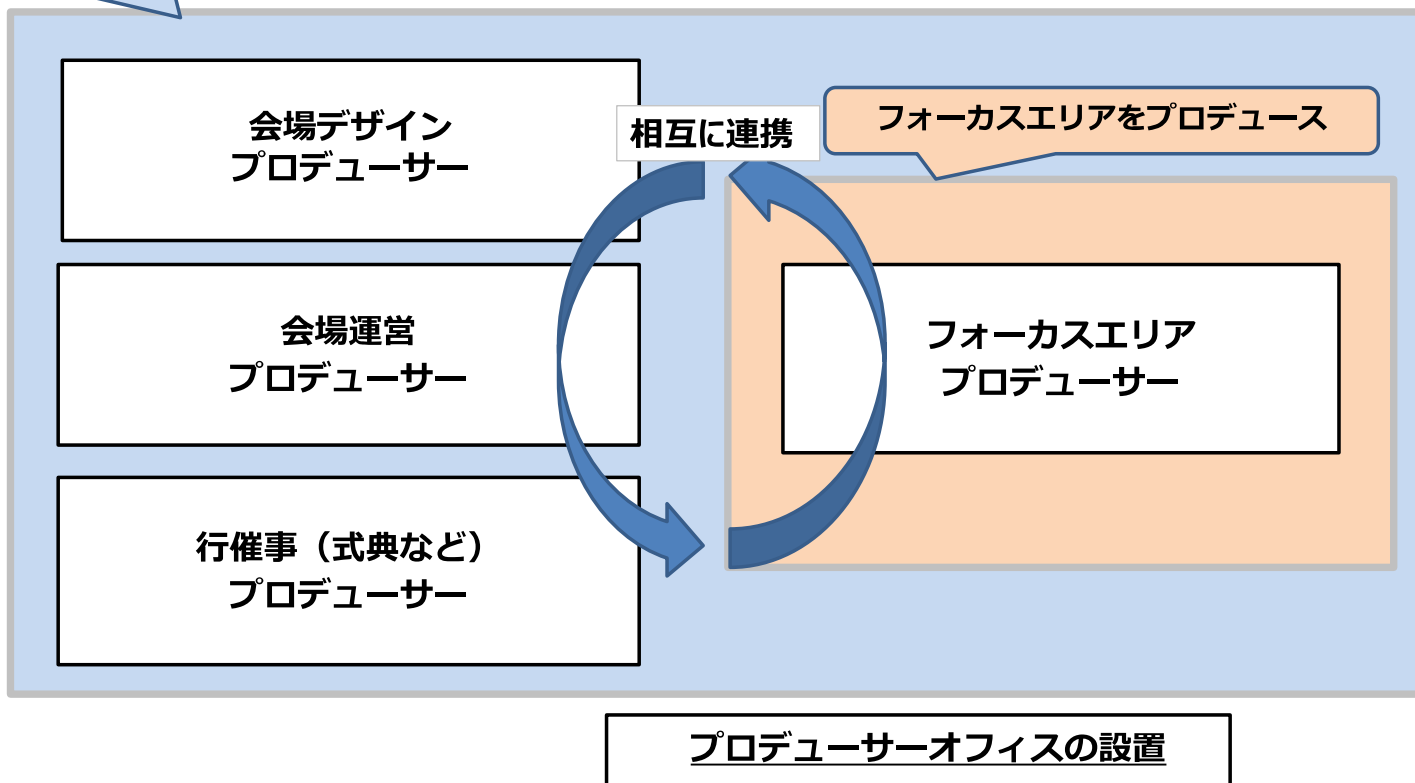 会場デザイン
プロデューサー
相互に連携
フォーカスエリアをプロデュース
会場運営
プロデューサー
フォーカスエリア
プロデューサー
行催事（式典など）
プロデューサー
プロデューサーオフィスの設置